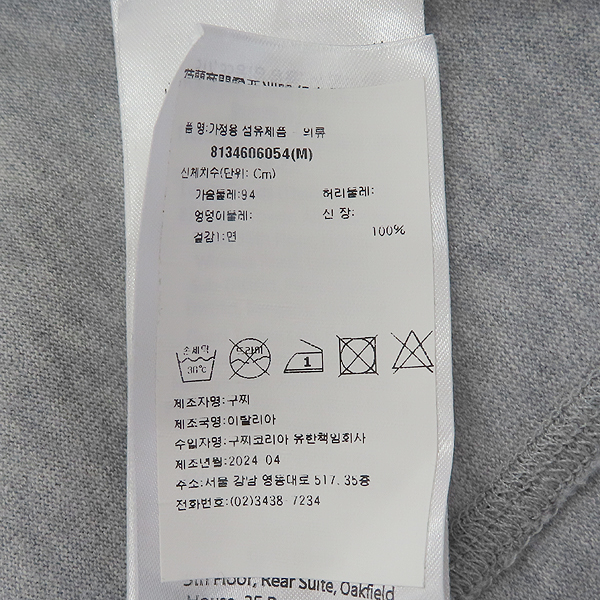 품 명:가정용 섬유제품 - 의류
8134606054(M)
신체치수(단위: Cm)
가슴둘레:94 허리둘레:
엉덩이둘레: 신 장:
겉감1:면 100%
손세탁 드라이 1
30℃
제조자명:구찌
제조국명:이탈리아
수입자명:구찌코리아 유한책임회사
제조년월:2024 04
주소:서울 강남 영동대로 517. 35층
전화번호:(02)3438-7234
Floor, Rear Suite, Oakfield